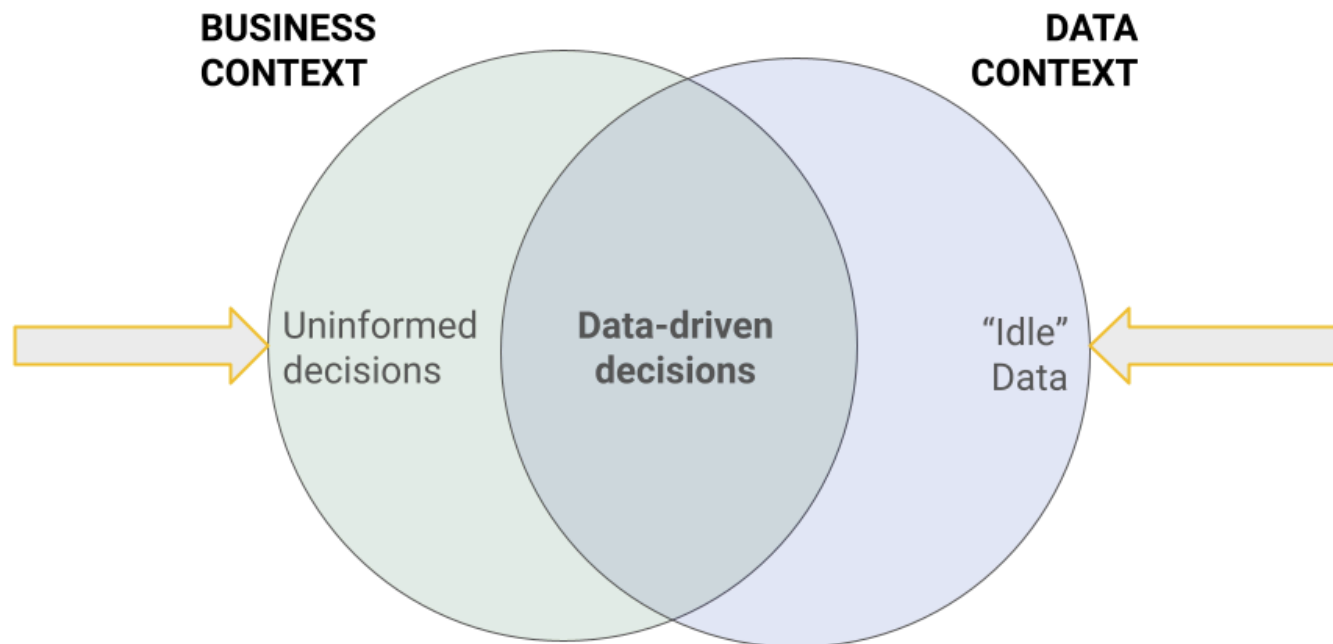 BUSINESS
CONTEXT
DATA
CONTEXT
Uninformed
decisions
Data-driven
decisions
“Idle”
Data